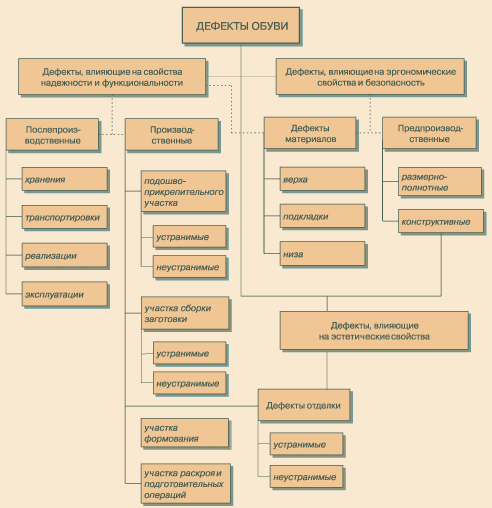 ДЕФЕКТЫ ОБУВИ
Дефекты, влияющие на свойства
надежности и функциональности
Дефекты, влияющие на эргономические
свойства и безопасность
Послепроиз-
водственные
Производ-
ственные
Дефекты
материалов
Предпроизвод-
ственные
хранения
транспортировки
реализации
эксплуатации
подошво-
прикрепительного
участка
устранимые
неустранимые
участка сборки
заготовки
устранимые
неустранимые
участка
формования
участка раскроя и
подготовительных
операций
верха
подкладки
низа
размерно-
полнотные
конструктивные
Дефекты, влияющие
на эстетические свойства
Дефекты отделки
устранимые
неустранимые